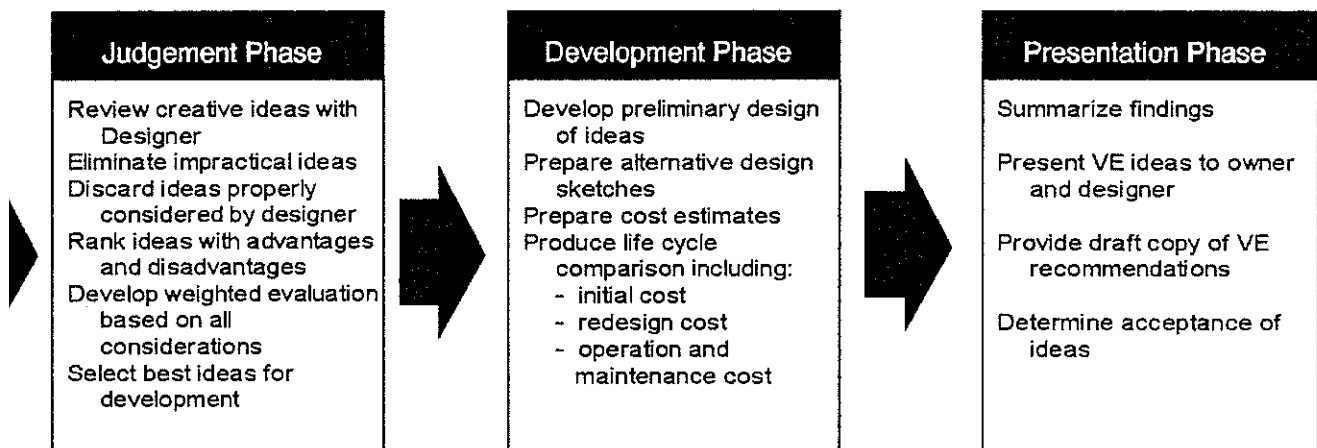 Judgement Phase
Review creative ideas with
Designer
Eliminate impractical ideas
Discard ideas properly
considered by designer
Rank ideas with advantages
and disadvantages
Develop weighted evaluation
based on all
considerations
Select best ideas for
development
Development Phase
Develop preliminary design
of ideas
Prepare alternative design
sketches
Prepare cost estimates
Produce life cycle
comparison including:
- initial cost
- redesign cost
- operation and
maintenance cost
Presentation Phase
Summarize findings
Present VE ideas to owner
and designer
Provide draft copy of VE
recommendations
Determine acceptance of
ideas